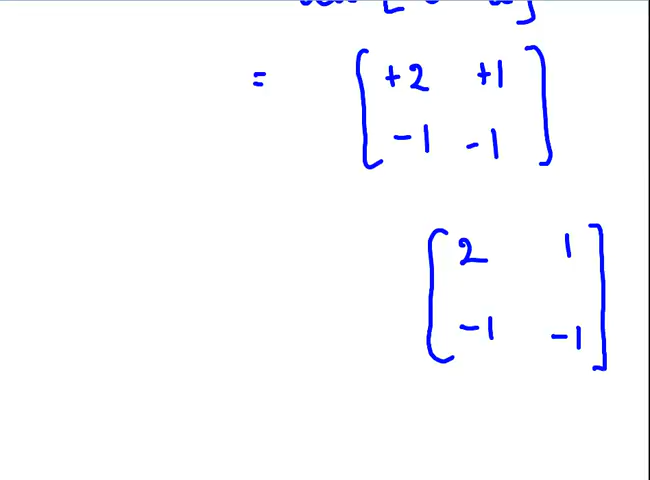 = [ +2 +1
-1 -1 ]
[ 2 1
-1 -1 ]